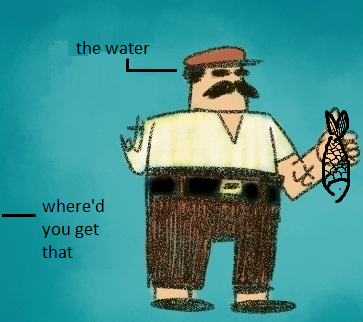 the water
where'd
you get
that